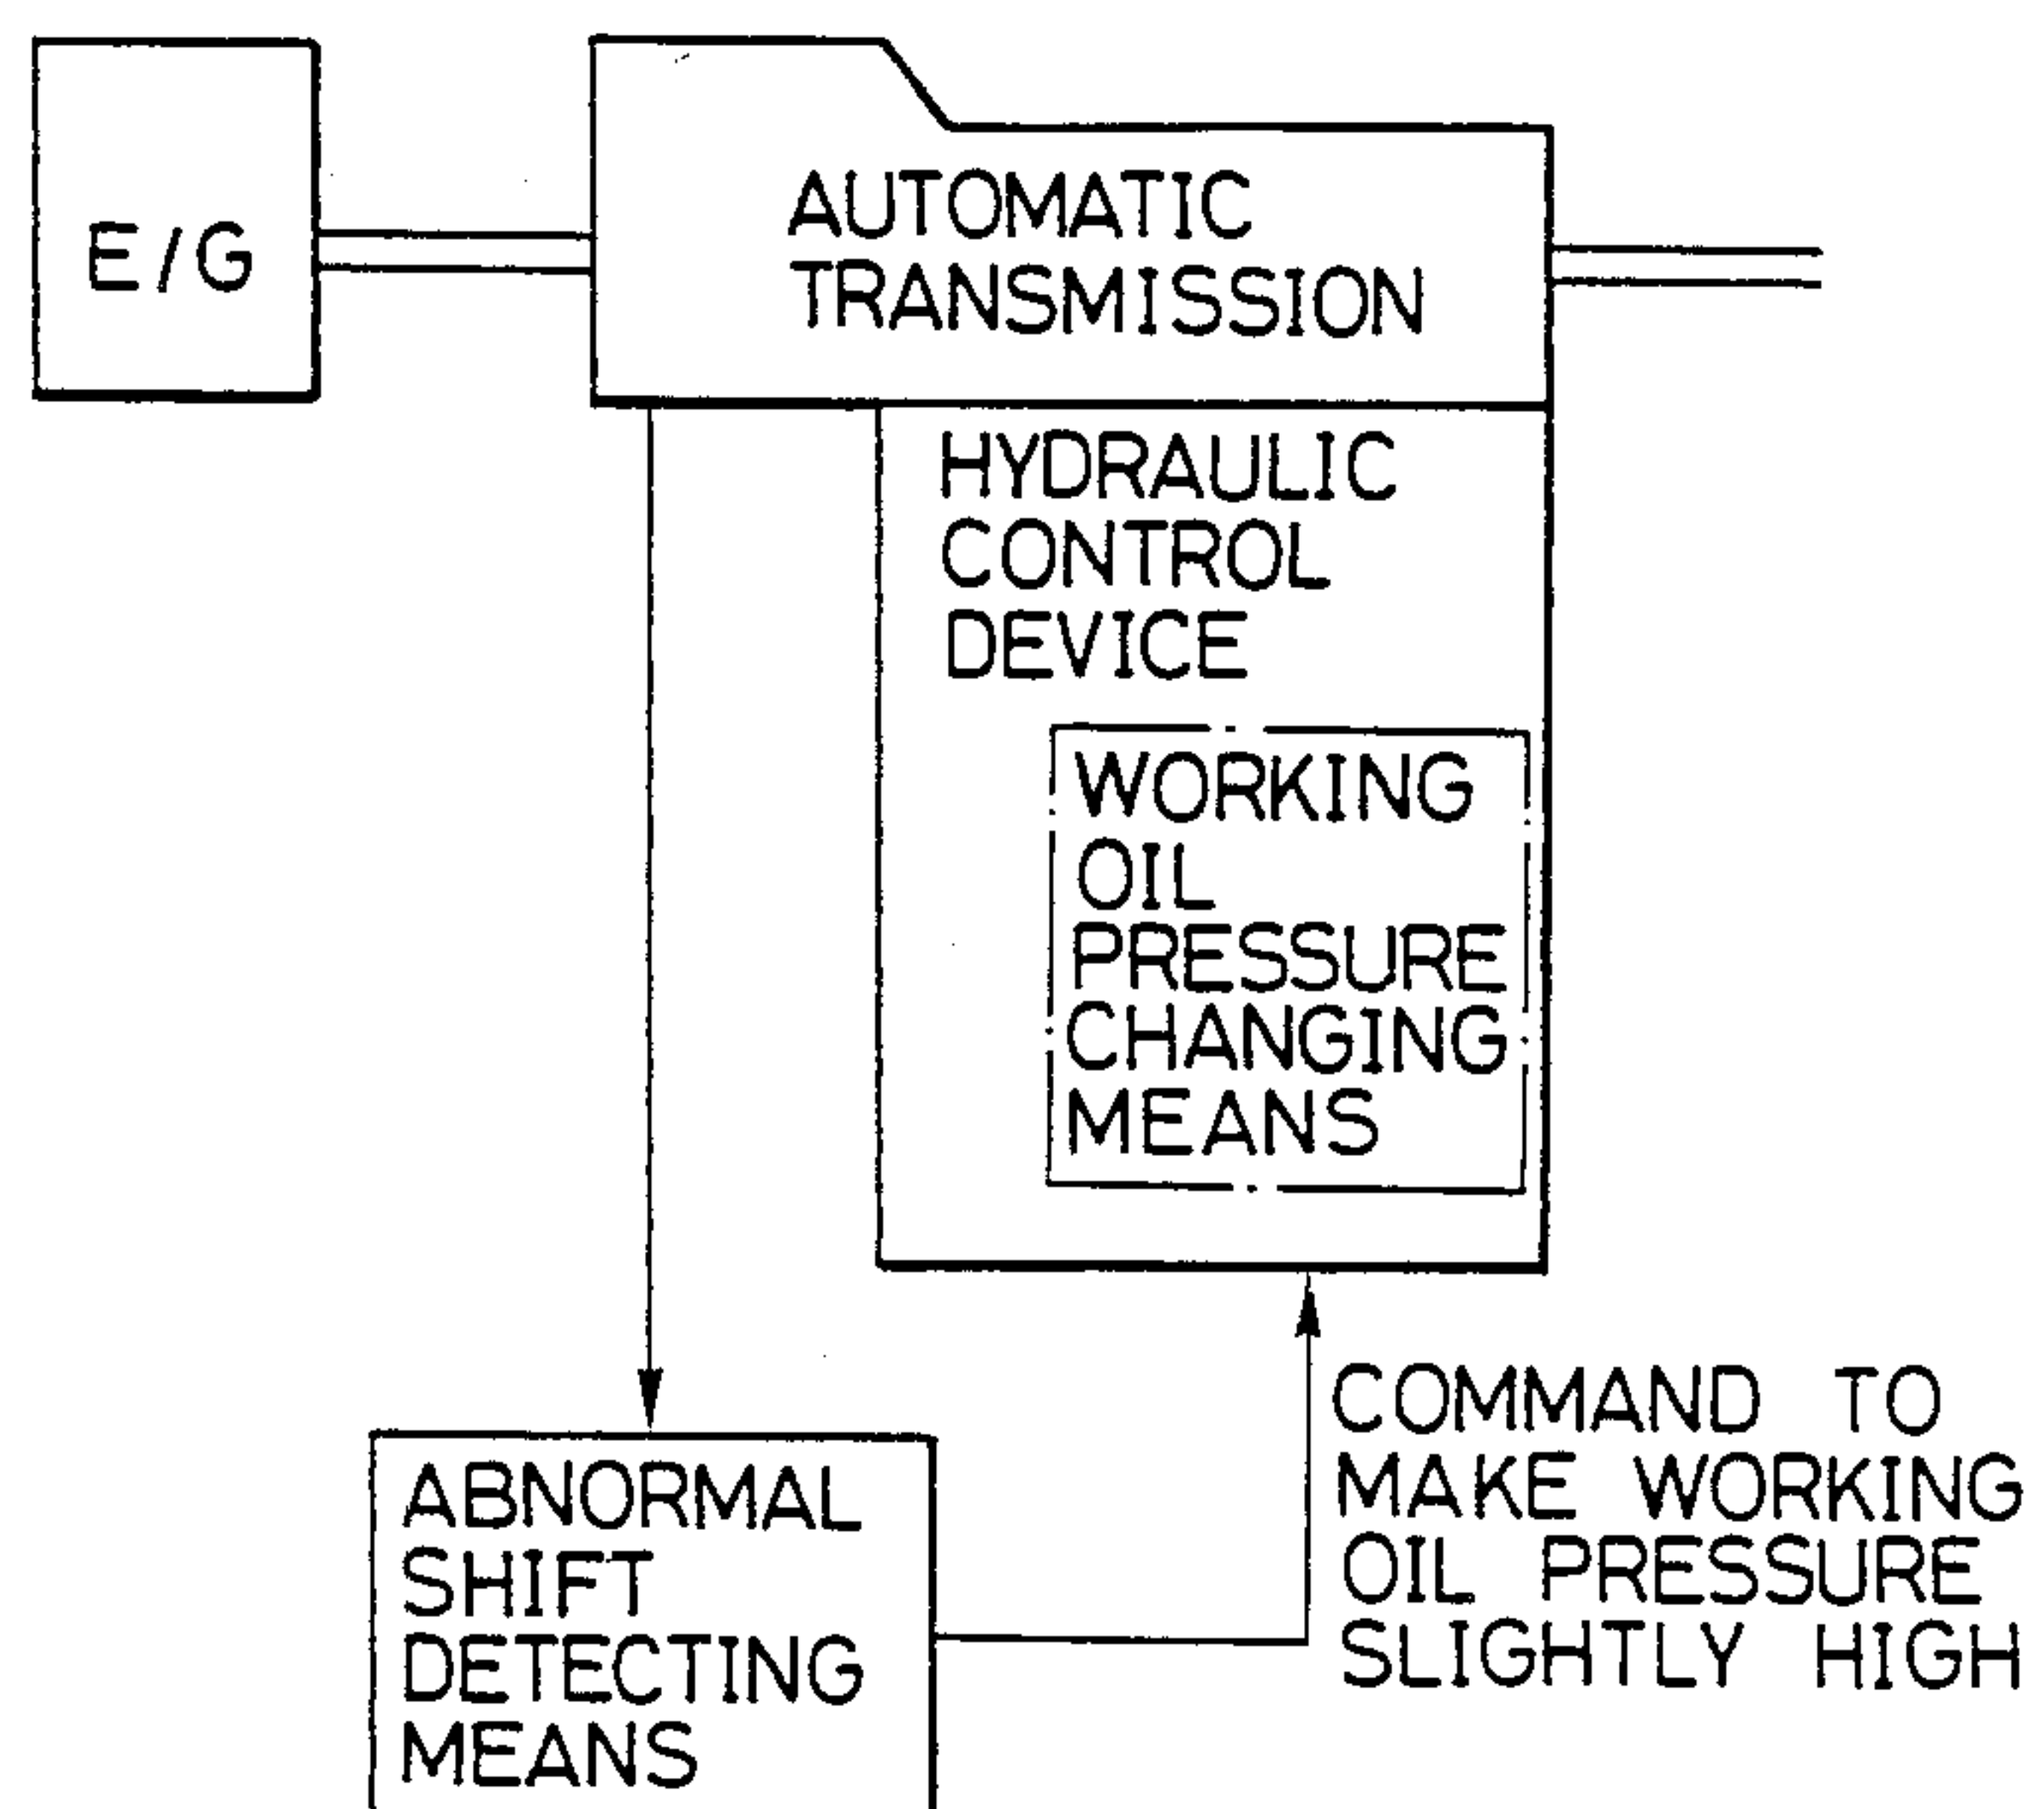 E/G
AUTOMATIC
TRANSMISSION
HYDRAULIC
CONTROL
DEVICE
WORKING
OIL
PRESSURE
CHANGING
MEANS
COMMAND TO
MAKE WORKING
OIL PRESSURE
SLIGHTLY HIGH
ABNORMAL
SHIFT
DETECTING
MEANS